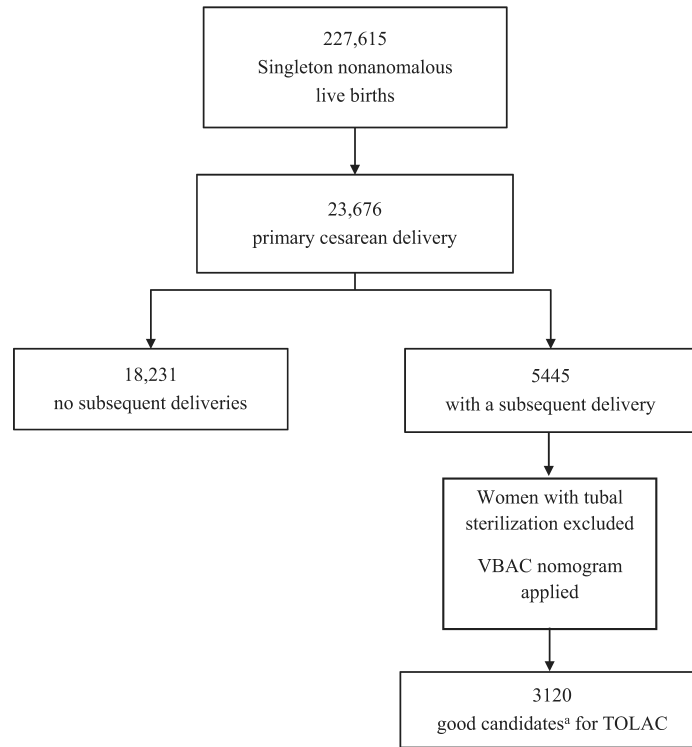 227,615
Singleton nonanomalous
live births
23,676
primary cesarean delivery
18,231
no subsequent deliveries
5445
with a subsequent delivery
Women with tubal
sterilization excluded
VBAC nomogram
applied
3120
good candidatesᵃ for TOLAC